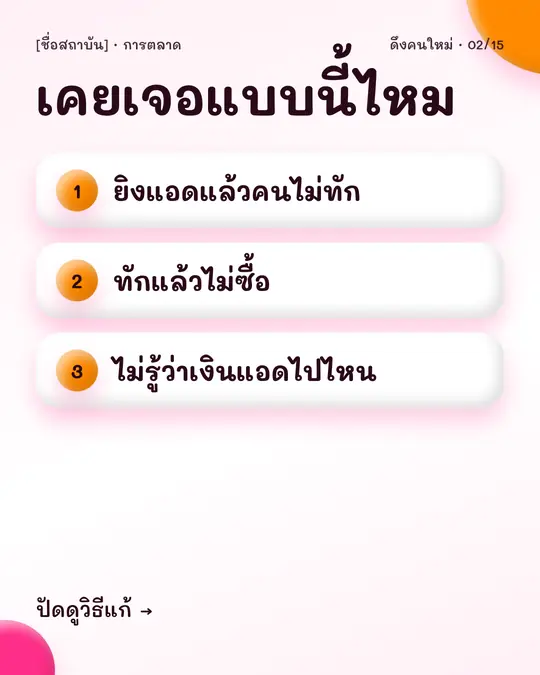 [ชื่อสถาบัน] · การตลาด
ดึงคนใหม่ · 02/15
เคยเจอแบบนี้ไหม
1 ยิงแอดแล้วคนไม่ทัก
2 ทักแล้วไม่ซื้อ
3 ไม่รู้ว่าเงินแอดไปไหน
ปัดดูวิธีแก้ →